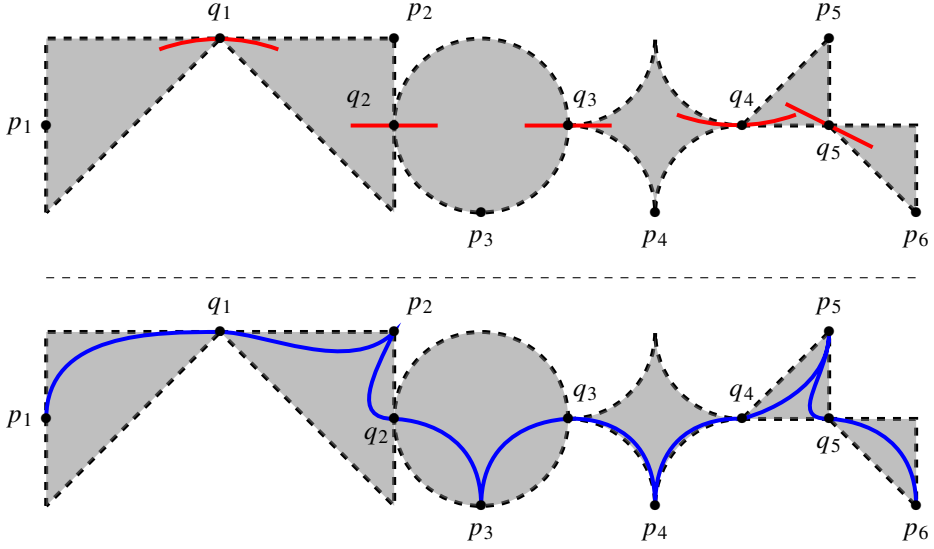 q₁ p₂ p₅
q₂ q₃ q₄
p₁ q₅
p₃ p₄ p₆
q₁ p₂ p₅
q₃ q₄
p₁ q₂ q₅
p₃ p₄ p₆